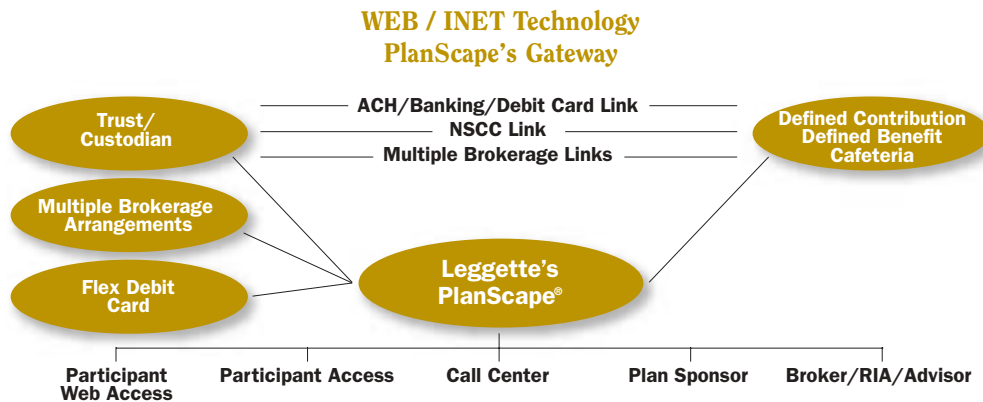 WEB / INET Technology
PlanScape's Gateway
Trust/
Custodian
ACH/Banking/Debit Card Link
NSCC Link
Multiple Brokerage Links
Defined Contribution
Defined Benefit
Cafeteria
Multiple Brokerage
Arrangements
Flex Debit
Card
Leggette's
PlanScape®
Participant
Web Access
Participant Access
Call Center
Plan Sponsor
Broker/RIA/Advisor